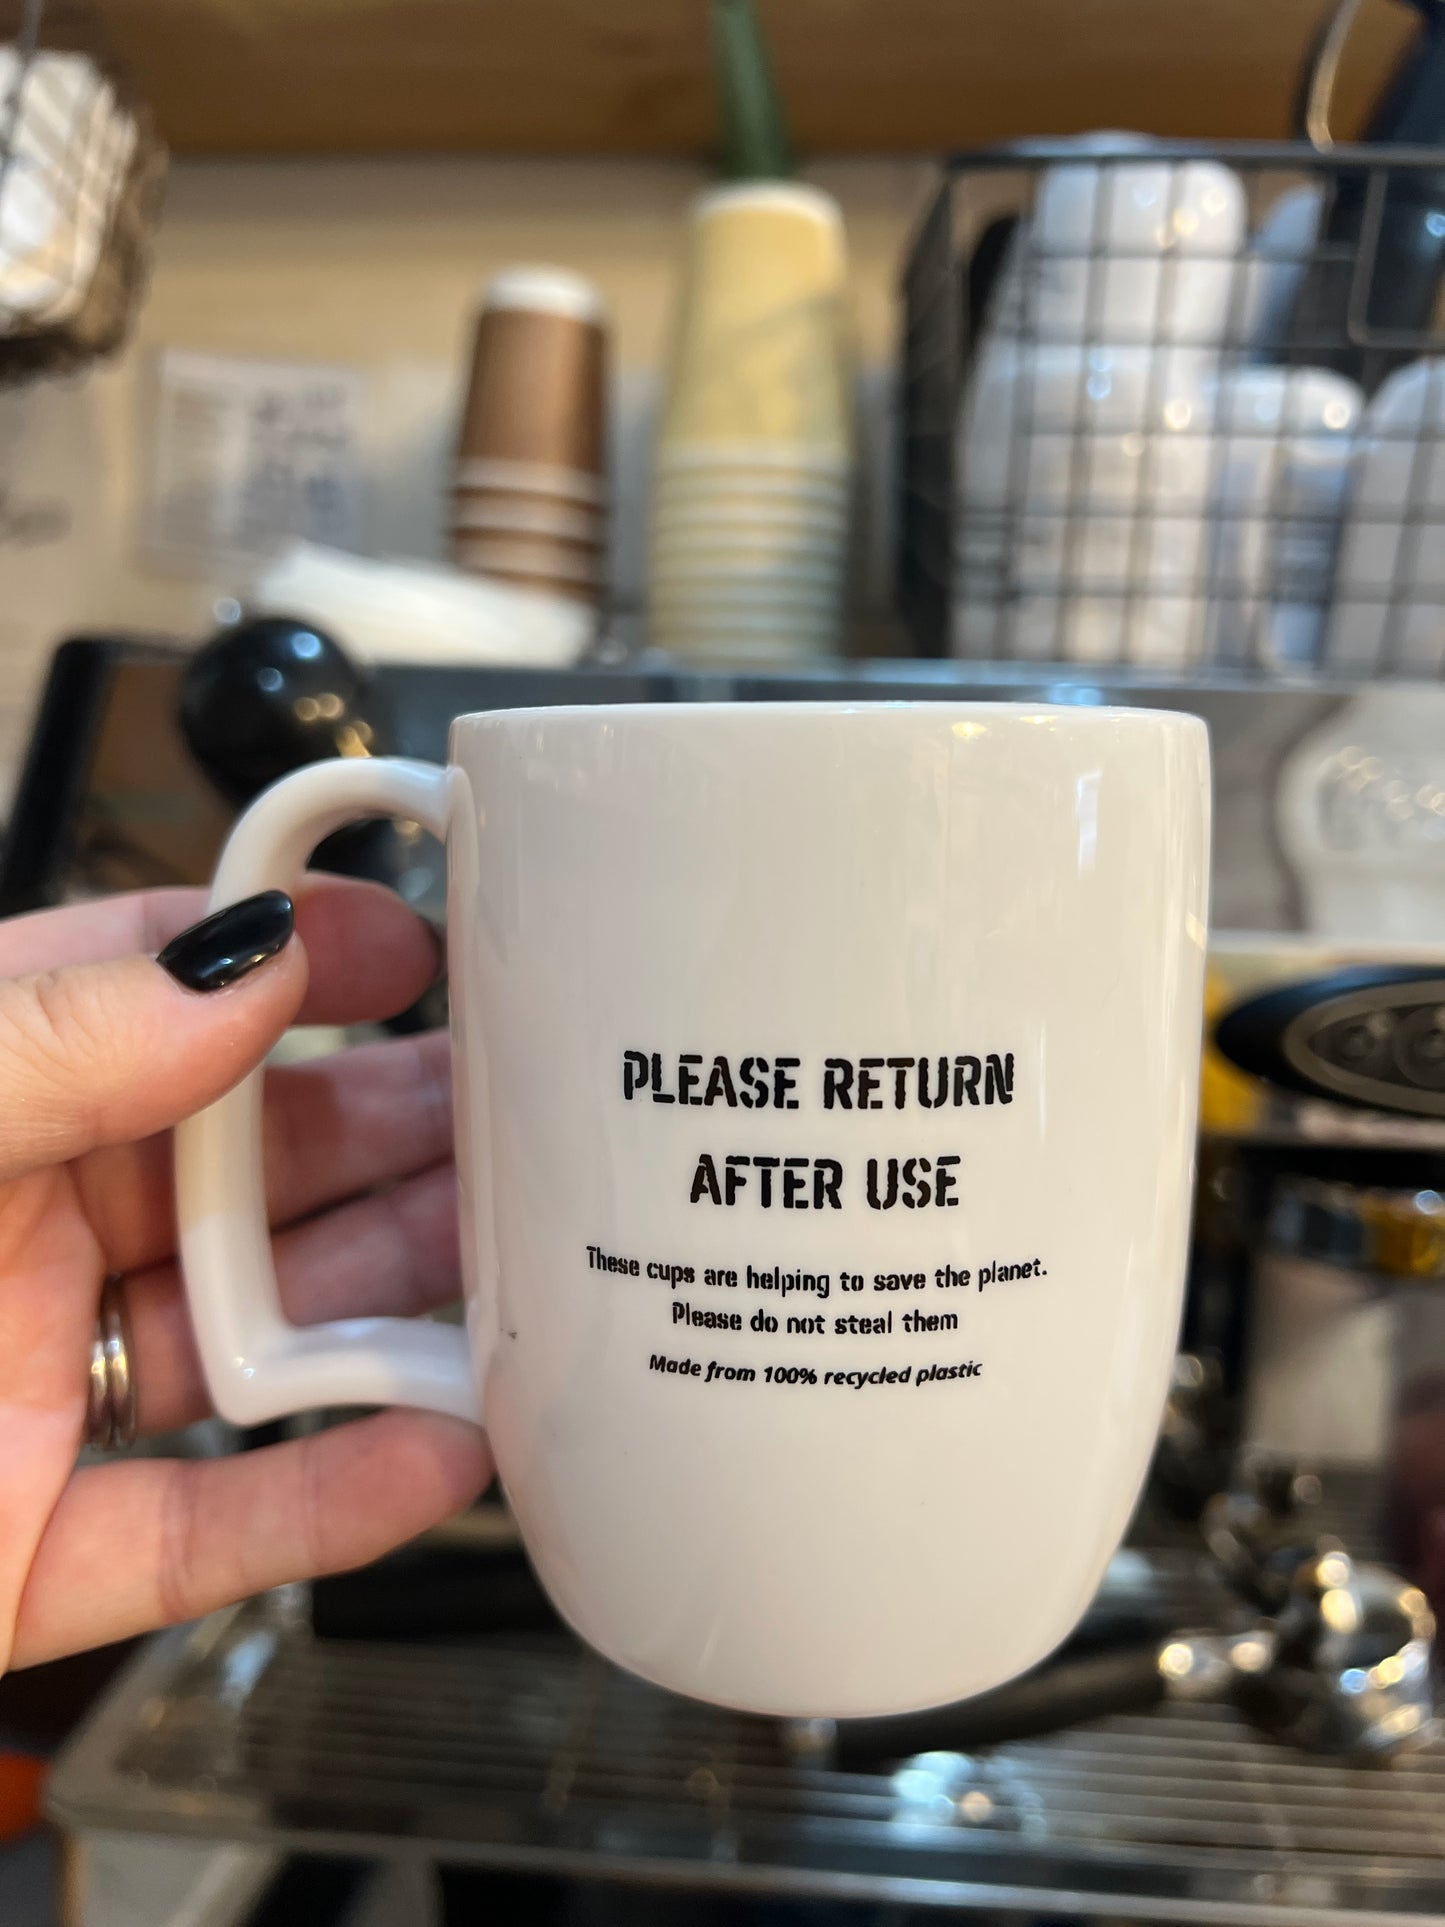 PLEASE RETURN
AFTER USE
These cups are helping to save the planet.
Please do not steal them
Made from 100% recycled plastic